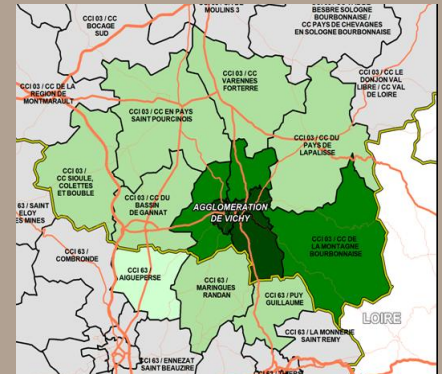 MOULINS 3
BESBRE SOLOGNE
BOURBONNAISE /
CC PAYS DE CHEVAGNES
EN SOLOGNE BOURBONNAISE
CCI 03 / CC
BOCAGE
SUD
CCI 03 / CC
VARENNES
FORTERRE
CCI 03 / CC LE
DONJON VAL
LIBRE / CC VAL
DE LOIRE
CCI 03 / CC DE LA
REGION DE
MONTMARAULT
CCI 03 / CC EN PAYS
SAINT POURCINOIS
CCI 03 / CC DU
PAYS DE
LAPALISSE
CCI 03 /
CC SIOULE,
COLETTES
ET BOUBLE
CCI 03 / CC DU
BASSIN
DE GANNAT
AGGLOMERATION
DE VICHY
63 / SAINT
ELOY
ES MINES
CCI 03 / CC DE
LA MONTAGNE
BOURBONNAISE
CCI 63 /
COMBRONDE
CCI 63 /
AIGUEPERSE
CCI 63 /
MARINGUES
RANDAN
CCI 63 / PUY
GUILLAUME
LOIRE
CCI 63 / LA MONNERIE
SAINT REMY
CCI 63 / ENNEZAT
SAINT BEAUZIRE